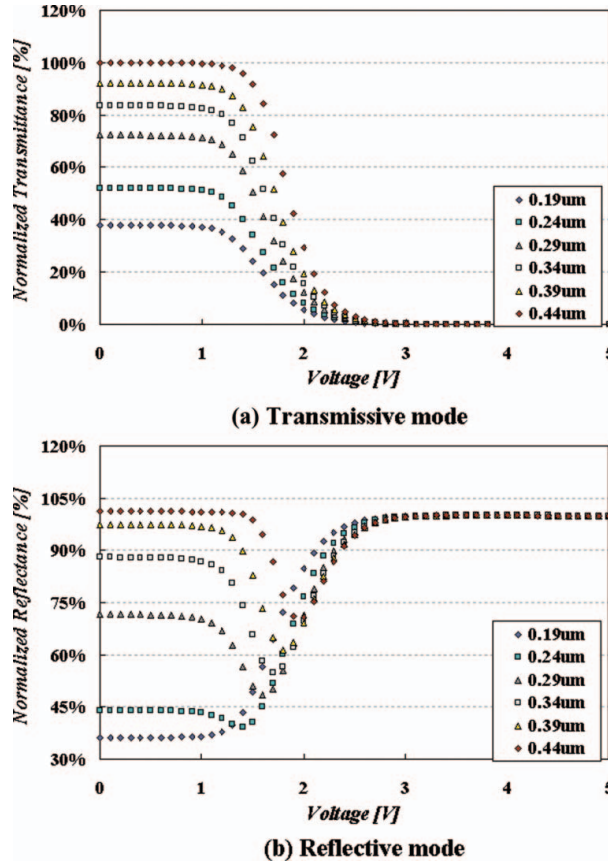 120%
100%
80%
60%
40%
20%
0%
Normalized Transmittance [%]
0.19um
0.24um
0.29um
0.34um
0.39um
0.44um
0 1 2 3 4 5
Voltage [V]
(a) Transmissive mode
120%
105%
90%
75%
60%
45%
30%
Normalized Reflectance [%]
0.19um
0.24um
0.29um
0.34um
0.39um
0.44um
0 1 2 3 4 5
Voltage [V]
(b) Reflective mode